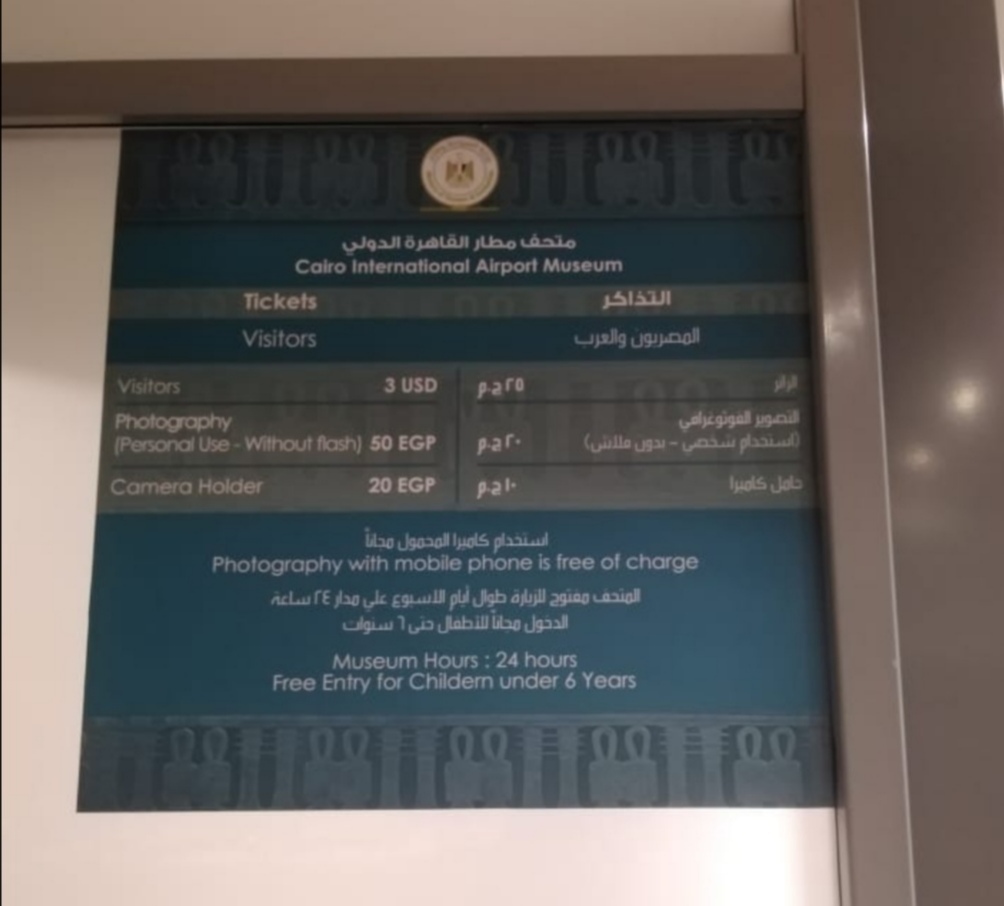 متحف مطار القاهرة الدولي
Cairo International Airport Museum
Tickets التذاكر
Visitors المصريون والعرب
Visitors 3 USD ٢٥ ج.م الزائر
Photography التصوير الفوتوغرافي
(Personal Use - Without flash) 50 EGP ٢٠ ج.م (استخدام شخصي - بدون فلاش)
Camera Holder 20 EGP ١٠ ج.م حامل كاميرا
استخدام كاميرا المحمول مجاناً
Photography with mobile phone is free of charge
المتحف مفتوح للزيارة طوال أيام الاسبوع علي مدار ٢٤ ساعة
الدخول مجاناً للأطفال حتى ٦ سنوات
Museum Hours : 24 hours
Free Entry for Childern under 6 Years